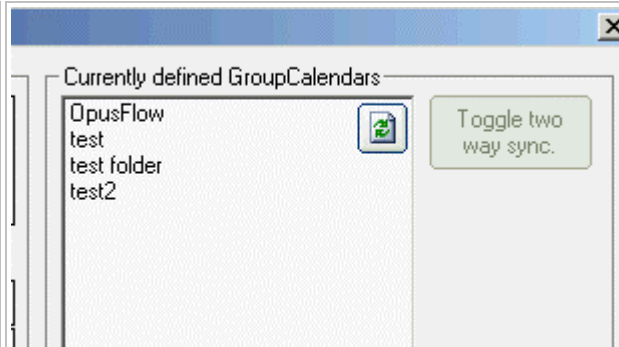 Currently defined GroupCalendars
OpusFlow
test
test folder
test2
Toggle two
way sync.